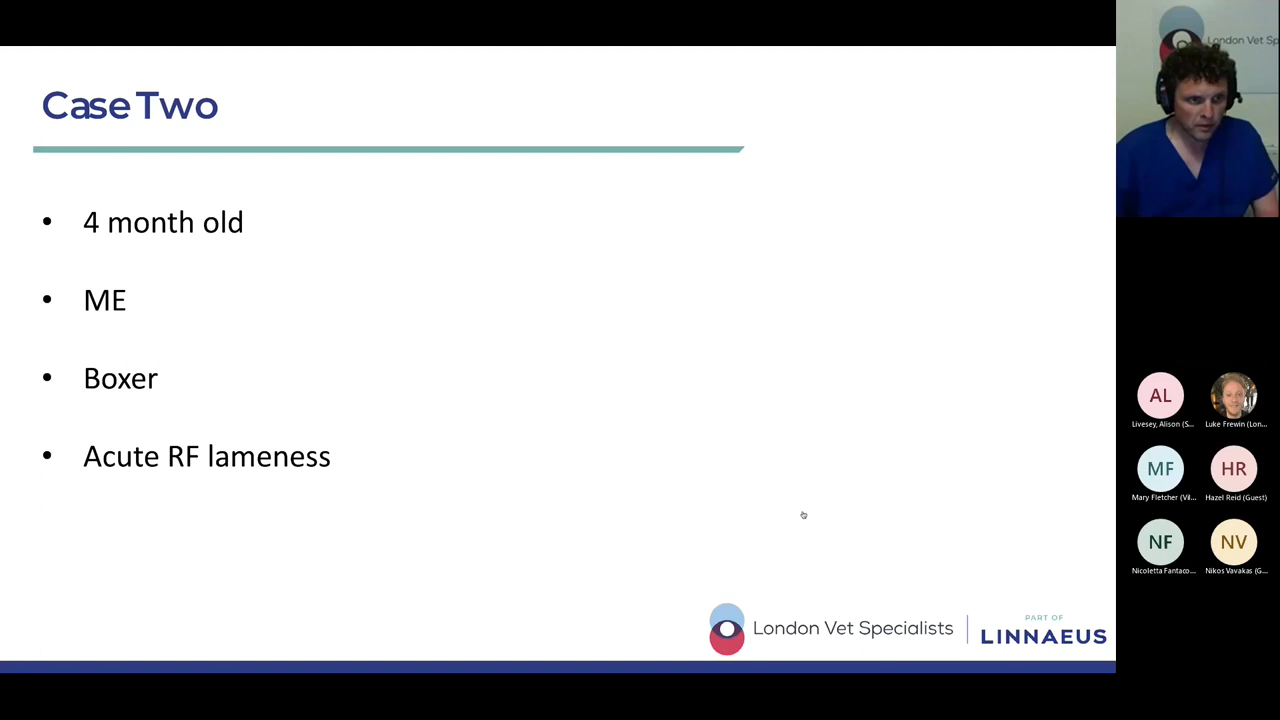 Case Two
• 4 month old
• ME
• Boxer
• Acute RF lameness
London Vet Specialists
PART OF
LINNAEUS
London Vet Sp
AL
Livesey, Alison (S...
Luke Frewin (Lon...
MF
Mary Fletcher (Vil...
HR
Hazel Reid (Guest)
NF
Nicoletta Fantaco...
NV
Nikos Vavakas (G...